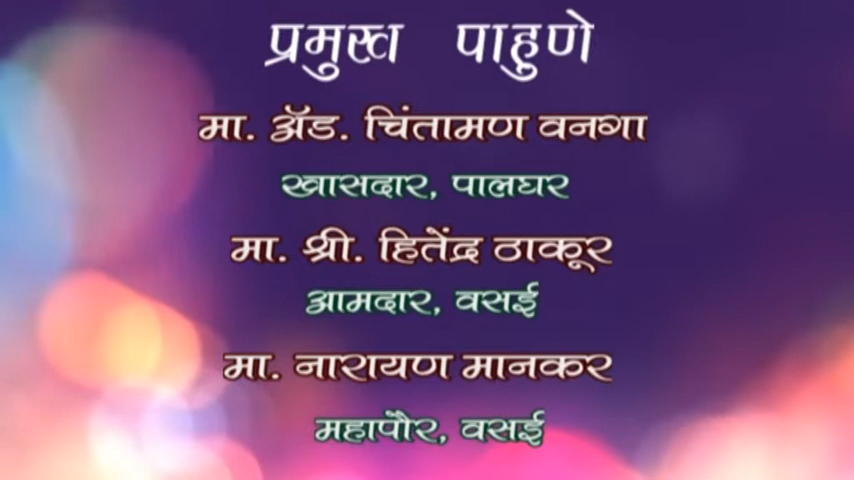 प्रमुख पाहुणे
मा. ॲड. चिंतामण वनगा
खासदार, पालघर
मा. श्री. हितेंद्र ठाकूर
आमदार, वसई
मा. नारायण मानकर
महापौर, वसई